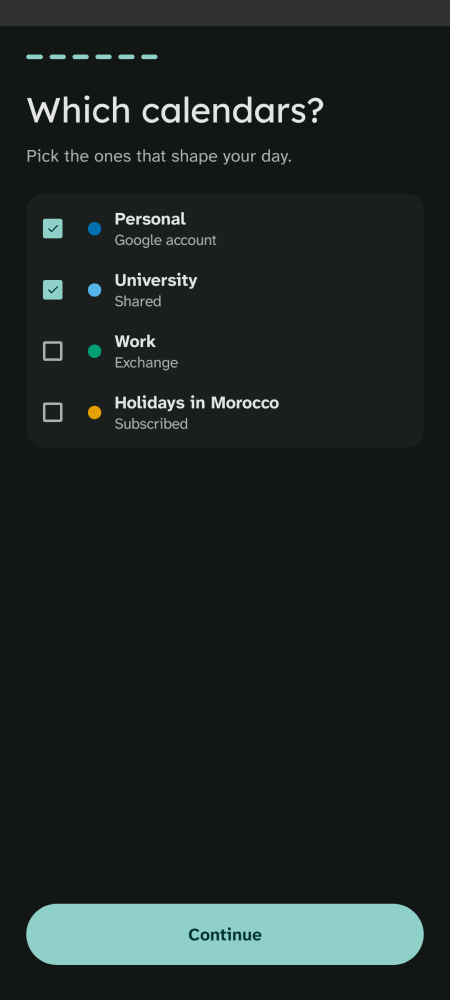 Which calendars?
Pick the ones that shape your day.
Personal
Google account
University
Shared
Work
Exchange
Holidays in Morocco
Subscribed
Continue